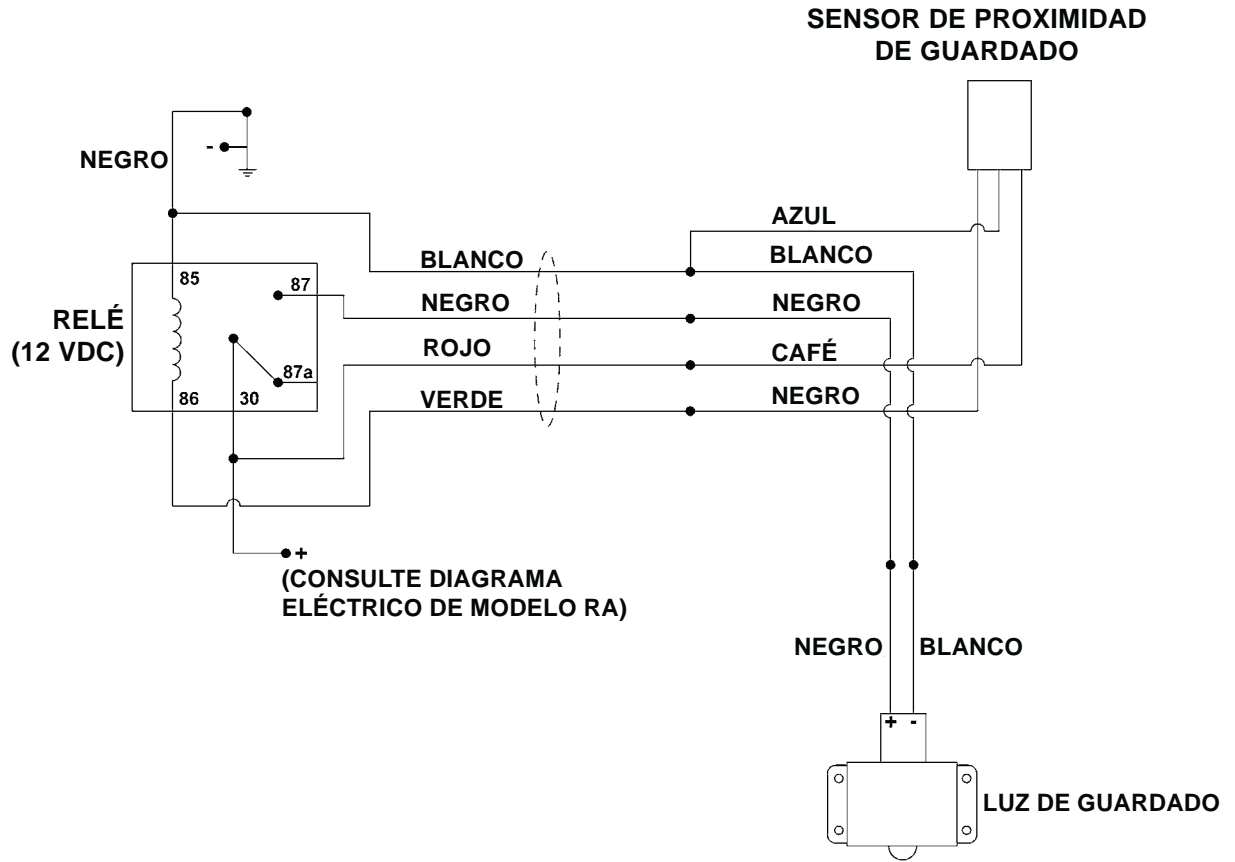 SENSOR DE PROXIMIDAD
DE GUARDADO
NEGRO
-
AZUL
BLANCO
BLANCO
85
87
NEGRO
NEGRO
RELÉ
(12 VDC)
ROJO
CAFÉ
87a
86
30
VERDE
NEGRO
+
(CONSULTE DIAGRAMA
ELÉCTRICO DE MODELO RA)
NEGRO
BLANCO
+ -
LUZ DE GUARDADO